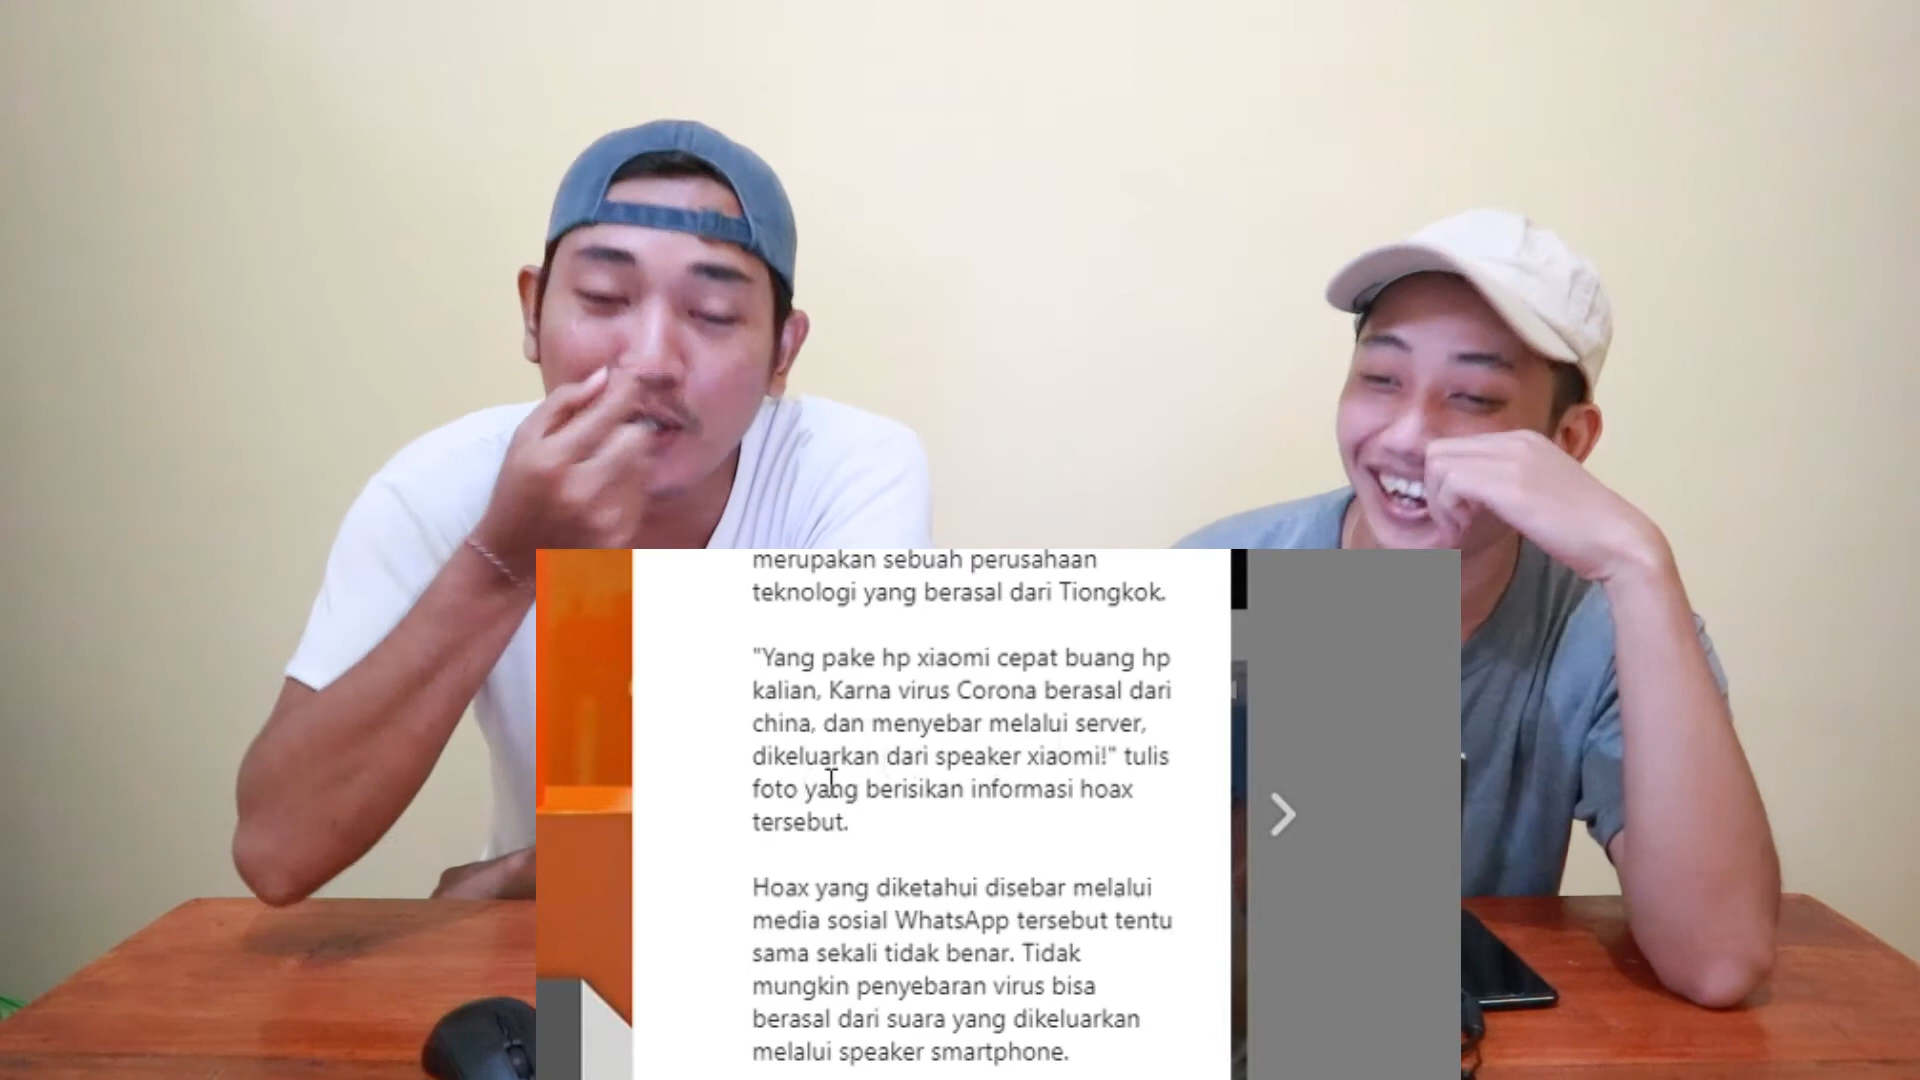 merupakan sebuah perusahaan
teknologi yang berasal dari Tiongkok.
"Yang pake hp xiaomi cepat buang hp
kalian, Karna virus Corona berasal dari
china, dan menyebar melalui server,
dikeluarkan dari speaker xiaomi!" tulis
foto yang berisikan informasi hoax
tersebut.
Hoax yang diketahui disebar melalui
media sosial WhatsApp tersebut tentu
sama sekali tidak benar. Tidak
mungkin penyebaran virus bisa
berasal dari suara yang dikeluarkan
melalui speaker smartphone.